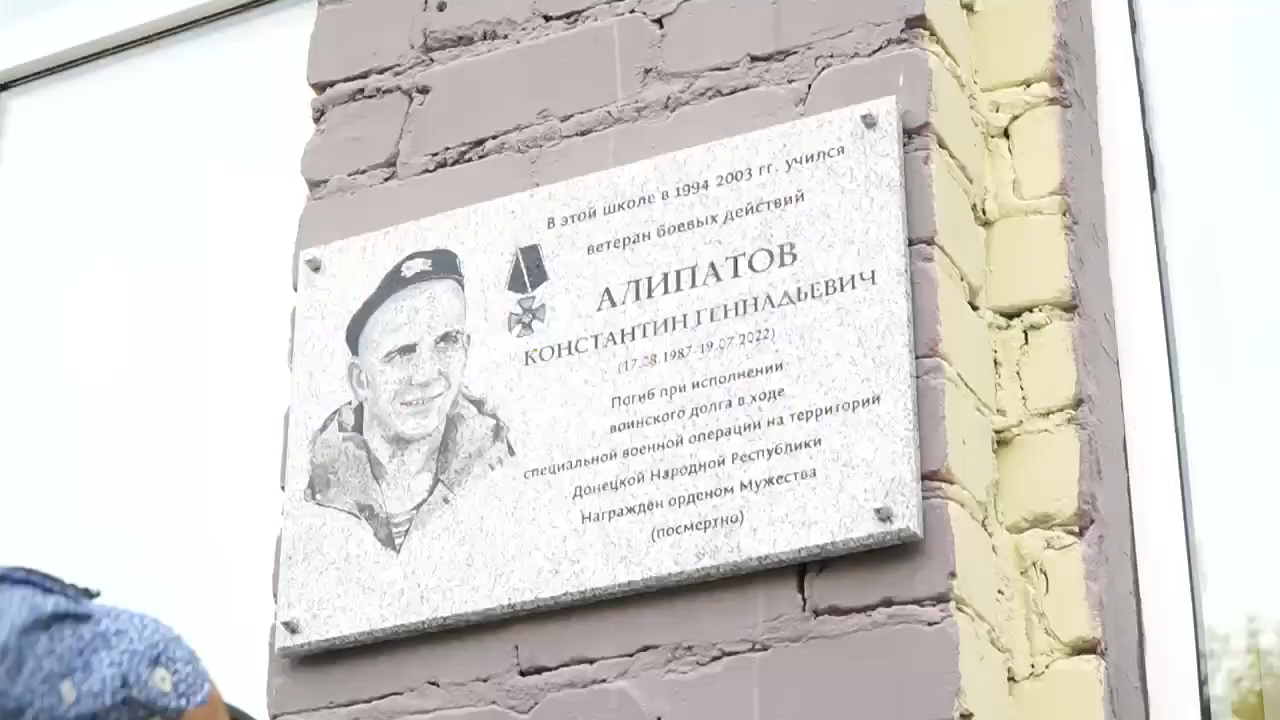 В этой школе в 1994 2003 гг. учился
ветеран боевых действий
АЛИПАТОВ
КОНСТАНТИН ГЕННАДЬЕВИЧ
(17.08.1987-19.07.2022)
Погиб при исполнении
воинского долга в ходе
специальной военной операции на территории
Донецкой Народной Республики
Награжден орденом Мужества
(посмертно)